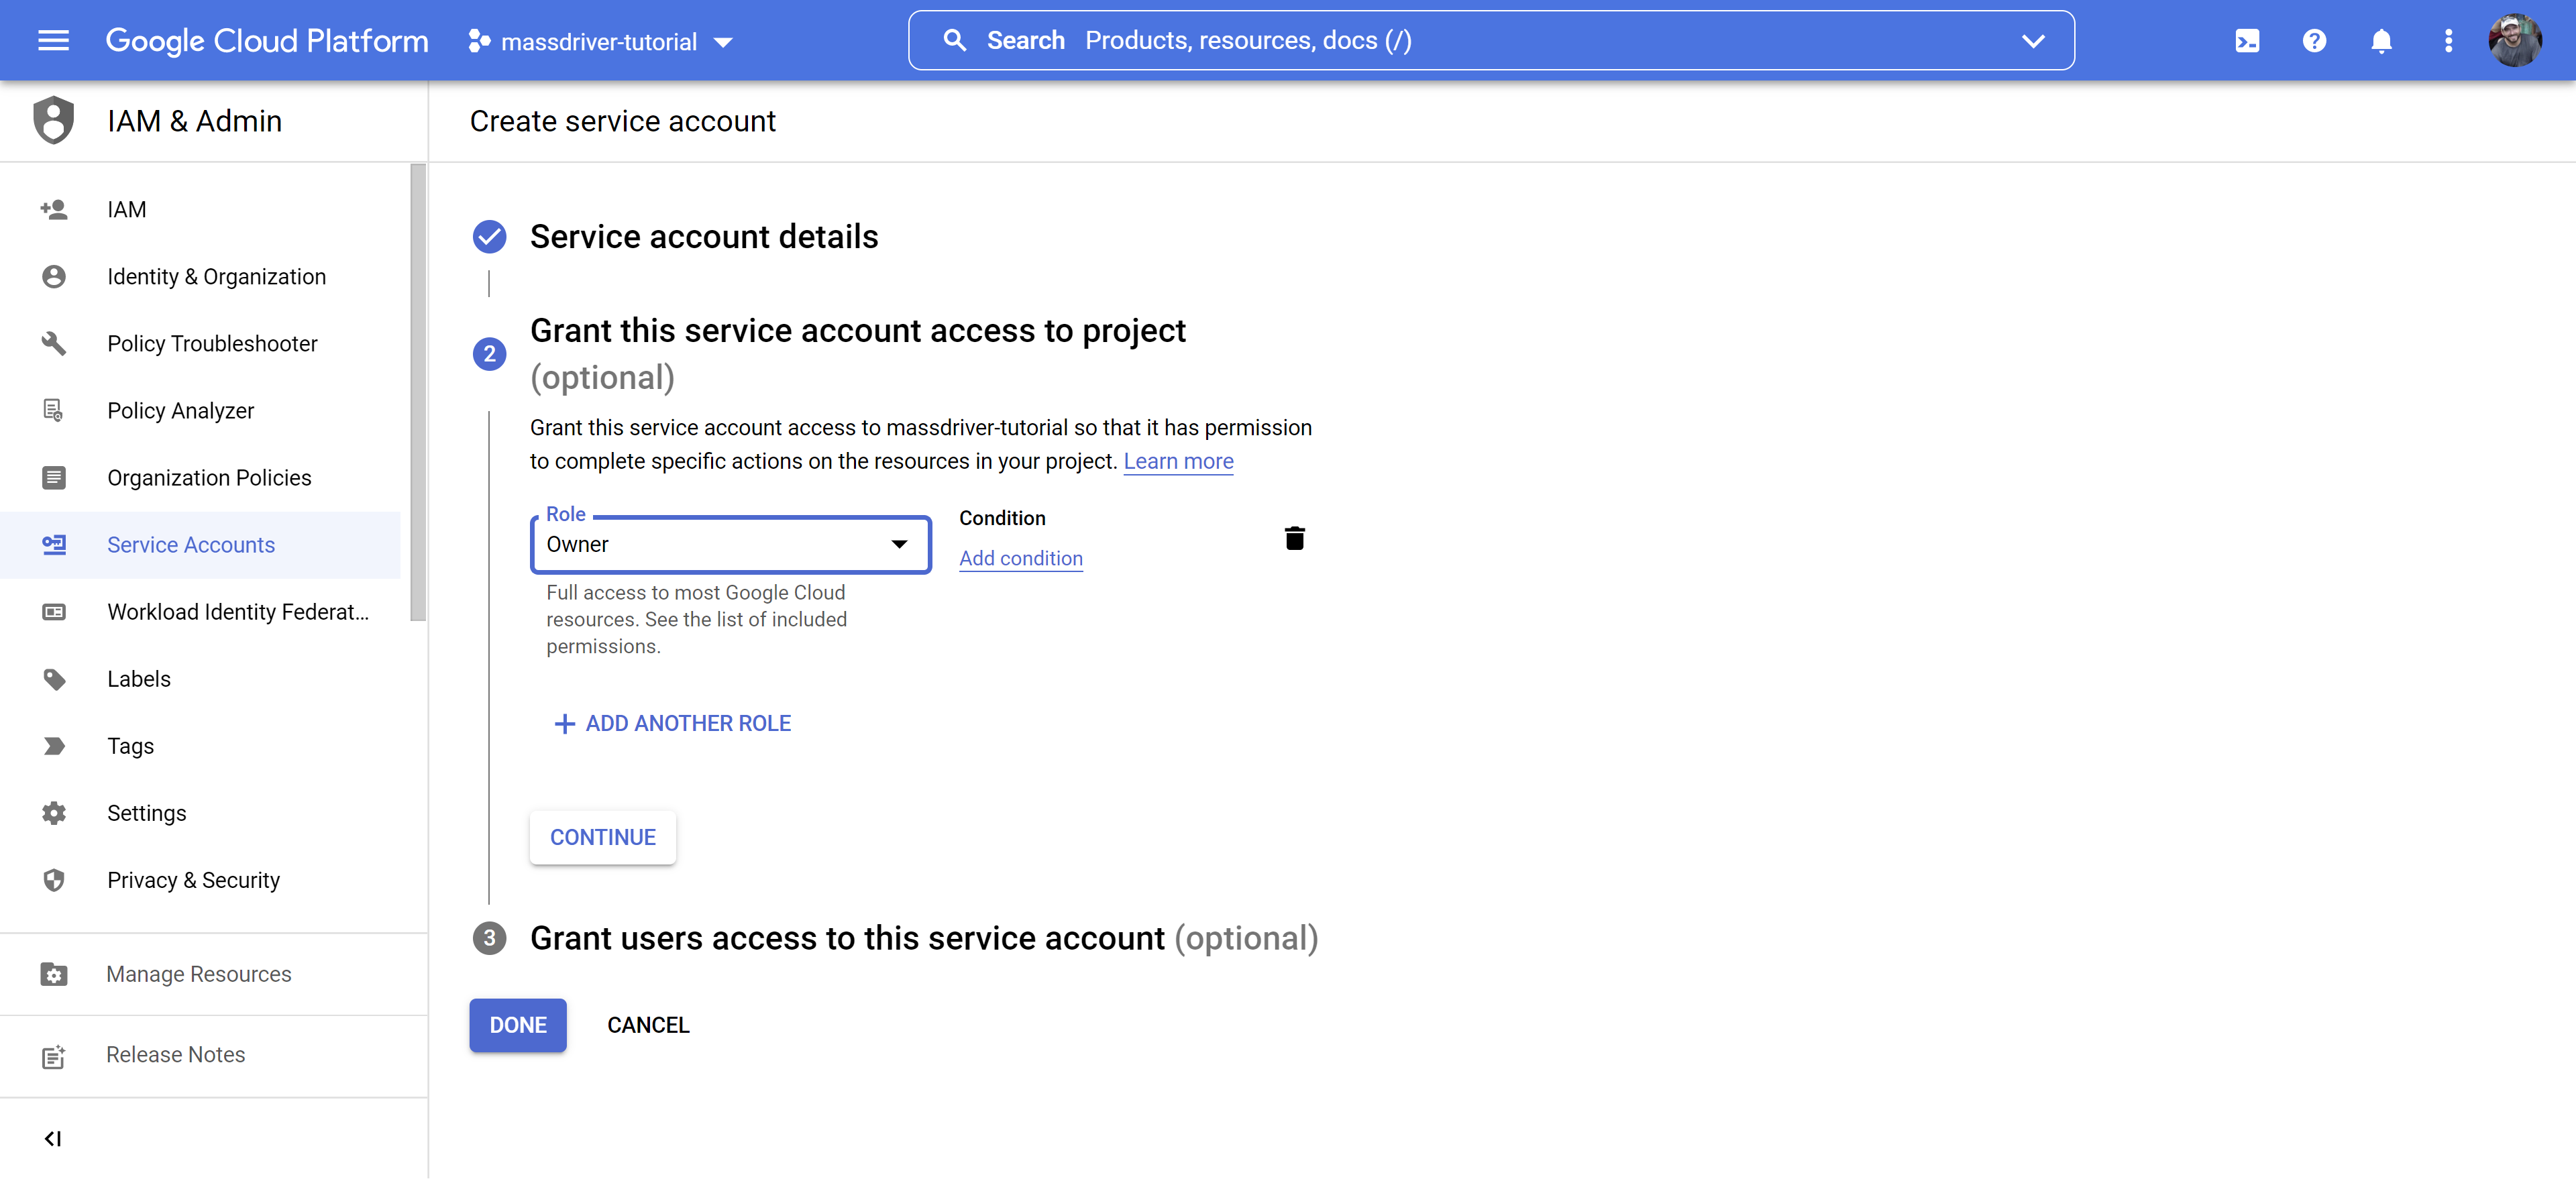 Google Cloud Platform
massdriver-tutorial
Search Products, resources, docs (/)
IAM & Admin
Create service account
IAM
Identity & Organization
Policy Troubleshooter
Policy Analyzer
Organization Policies
Service Accounts
Workload Identity Federat...
Labels
Tags
Settings
Privacy & Security
Manage Resources
Release Notes
Service account details
2
Grant this service account access to project
(optional)
Grant this service account access to massdriver-tutorial so that it has permission
to complete specific actions on the resources in your project. Learn more
Role
Owner
Condition
Add condition
Full access to most Google Cloud
resources. See the list of included
permissions.
ADD ANOTHER ROLE
CONTINUE
3
Grant users access to this service account (optional)
DONE
CANCEL